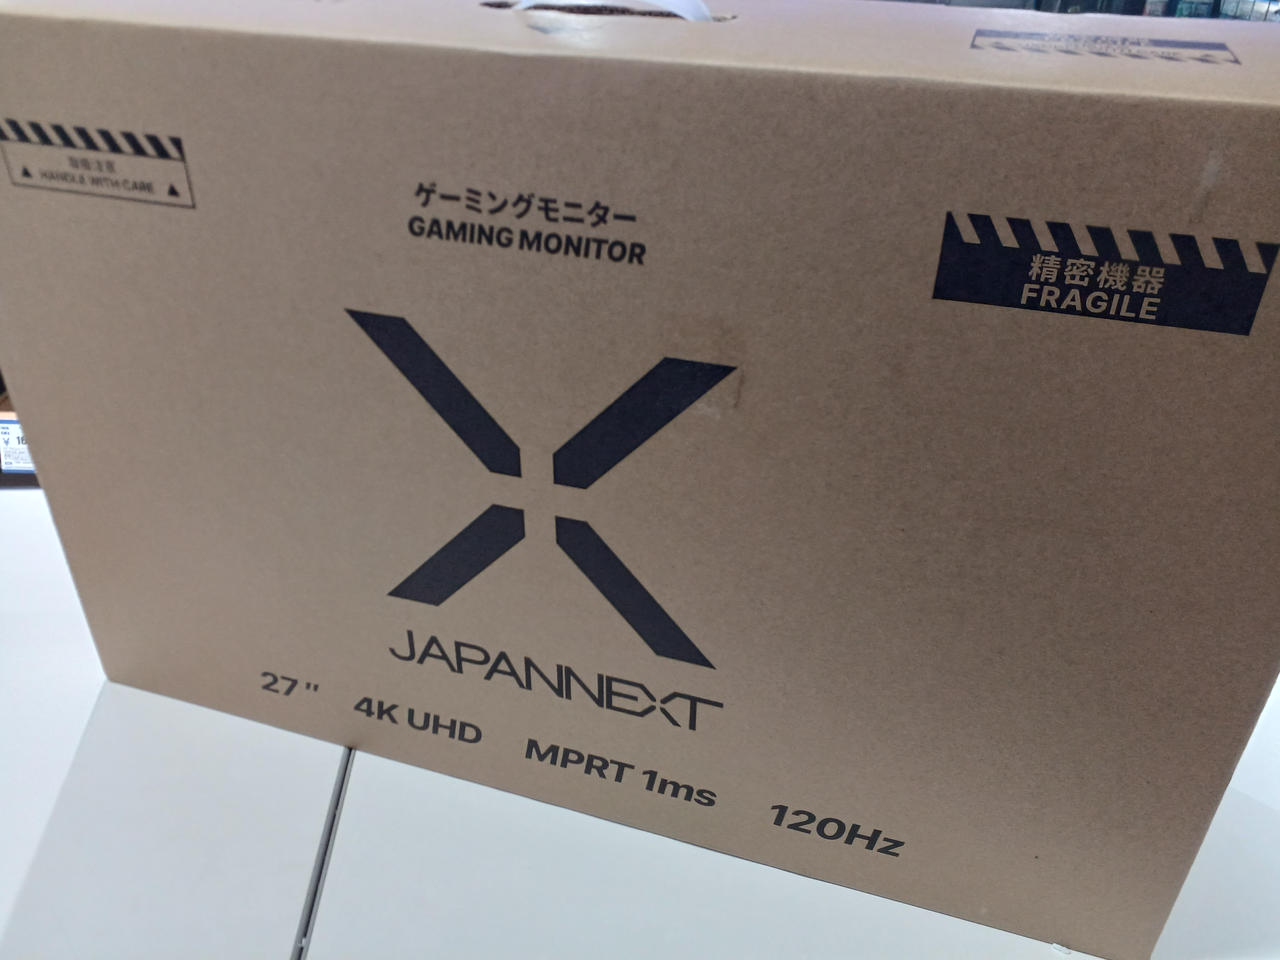 取扱注意
HANDLE WITH CARE
ゲーミングモニター
GAMING MONITOR
精密機器
FRAGILE
JAPANNEXT
27" 4K UHD MPRT 1ms 120Hz